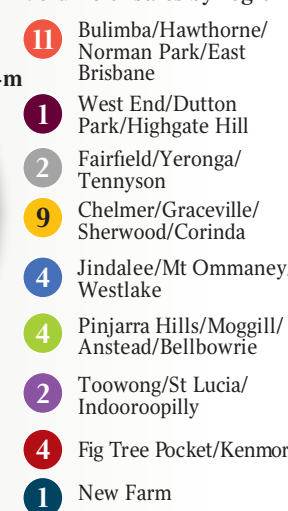 11 Bulimba/Hawthorne/
Norman Park/East
Brisbane
1 West End/Dutton
Park/Highgate Hill
2 Fairfield/Yeronga/
Tennyson
9 Chelmer/Graceville/
Sherwood/Corinda
4 Jindalee/Mt Ommaney/
Westlake
4 Pinjarra Hills/Moggill/
Anstead/Bellbowrie
2 Toowong/St Lucia/
Indooroopilly
4 Fig Tree Pocket/Kenmor
1 New Farm